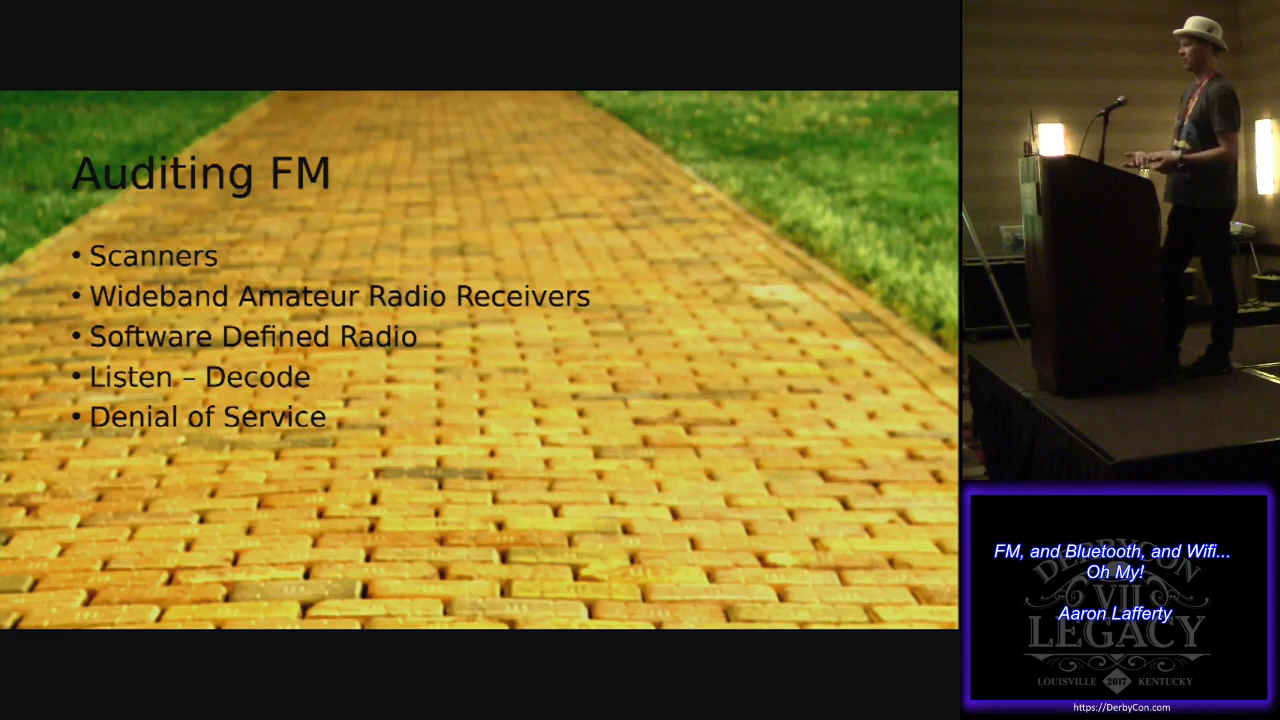 Auditing FM
• Scanners
• Wideband Amateur Radio Receivers
• Software Defined Radio
• Listen – Decode
• Denial of Service
FM, and Bluetooth, and Wifi...
Oh My!
Aaron Lafferty
DERBYCON
VII
LEGACY
LOUISVILLE 2017 KENTUCKY
https://DerbyCon.com